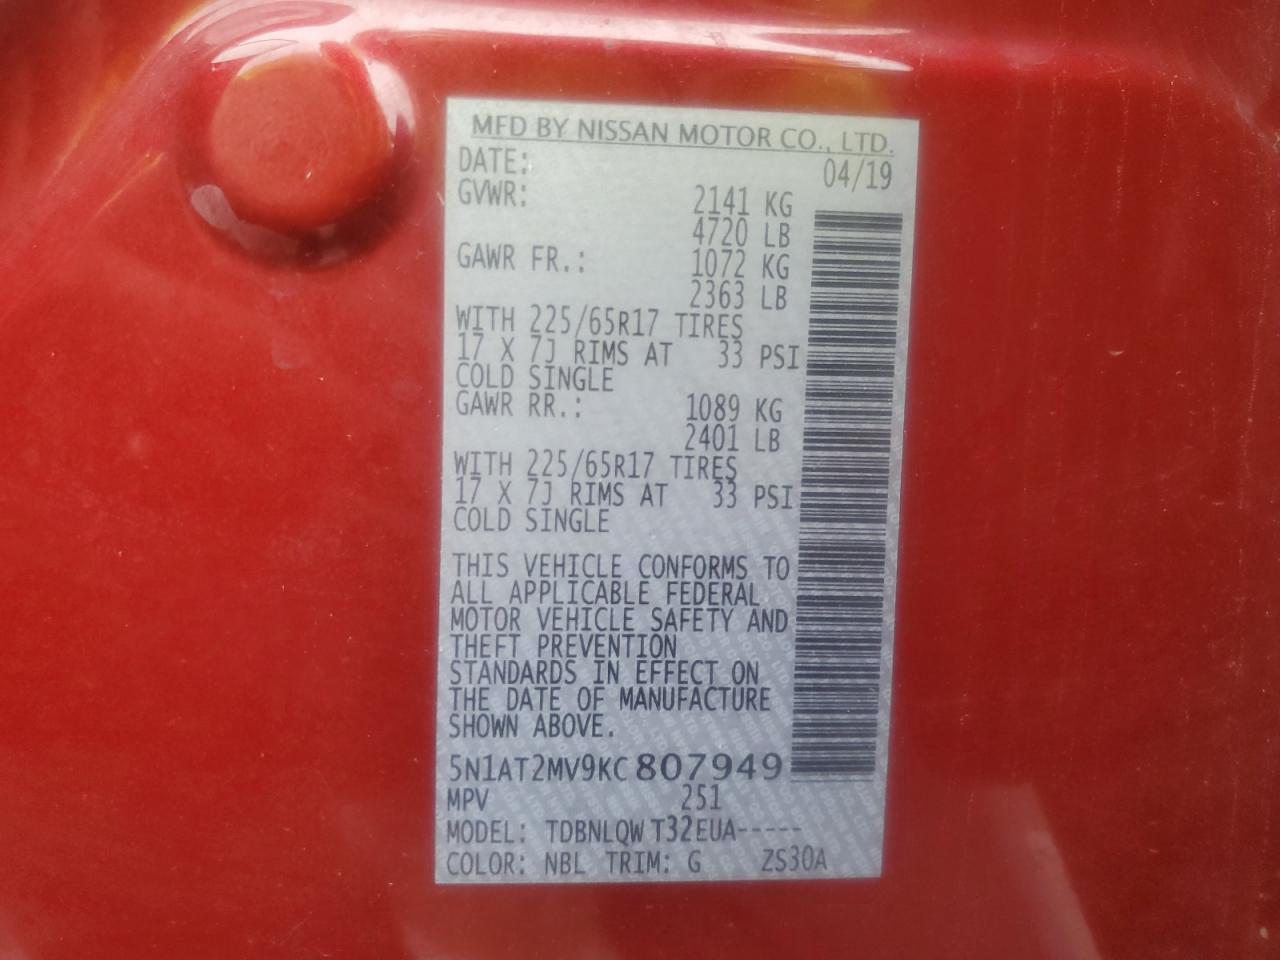 MFD BY NISSAN MOTOR CO., LTD.
DATE: 04/19
GVWR: 2141 KG
4720 LB
GAWR FR.: 1072 KG
2363 LB
WITH 225/65R17 TIRES
17 X 7J RIMS AT 33 PSI
COLD SINGLE
GAWR RR.: 1089 KG
2401 LB
WITH 225/65R17 TIRES
17 X 7J RIMS AT 33 PSI
COLD SINGLE
THIS VEHICLE CONFORMS TO
ALL APPLICABLE FEDERAL
MOTOR VEHICLE SAFETY AND
THEFT PREVENTION
STANDARDS IN EFFECT ON
THE DATE OF MANUFACTURE
SHOWN ABOVE.
5N1AT2MV9KC807949
MPV 251
MODEL: TDBNLQW T32EUA-----
COLOR: NBL TRIM: G ZS30A